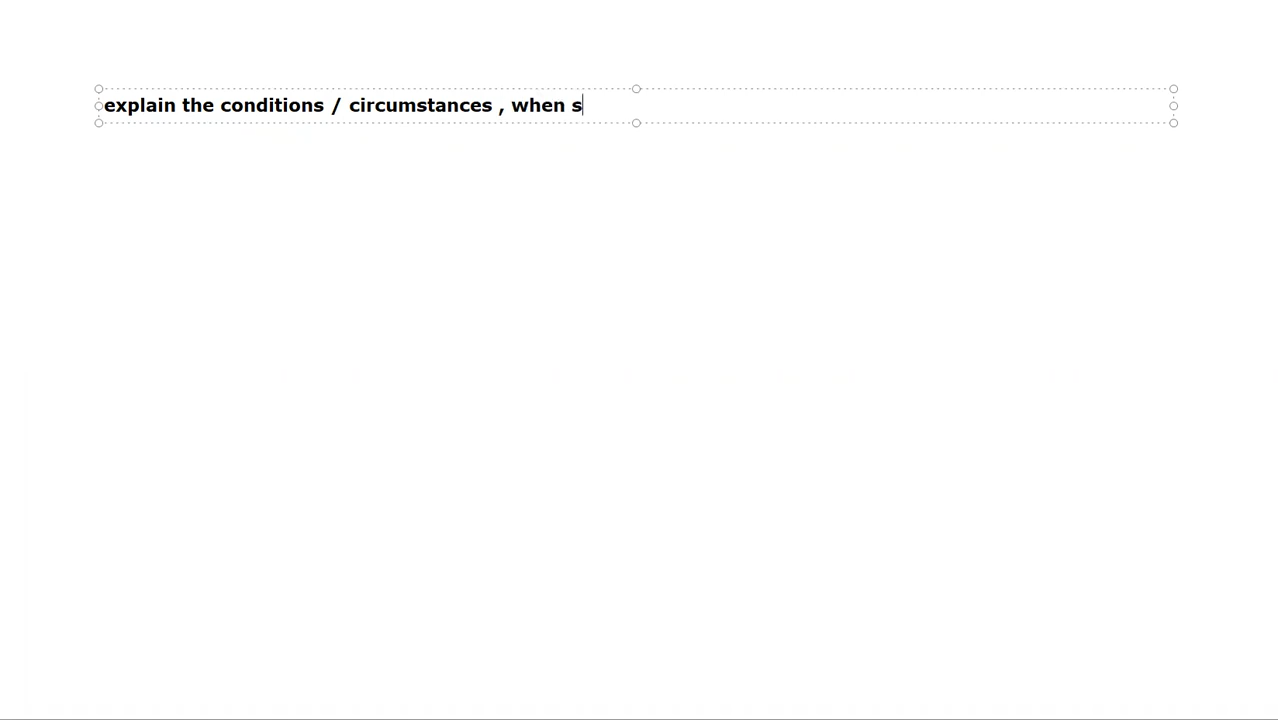 explain the conditions / circumstances , when s